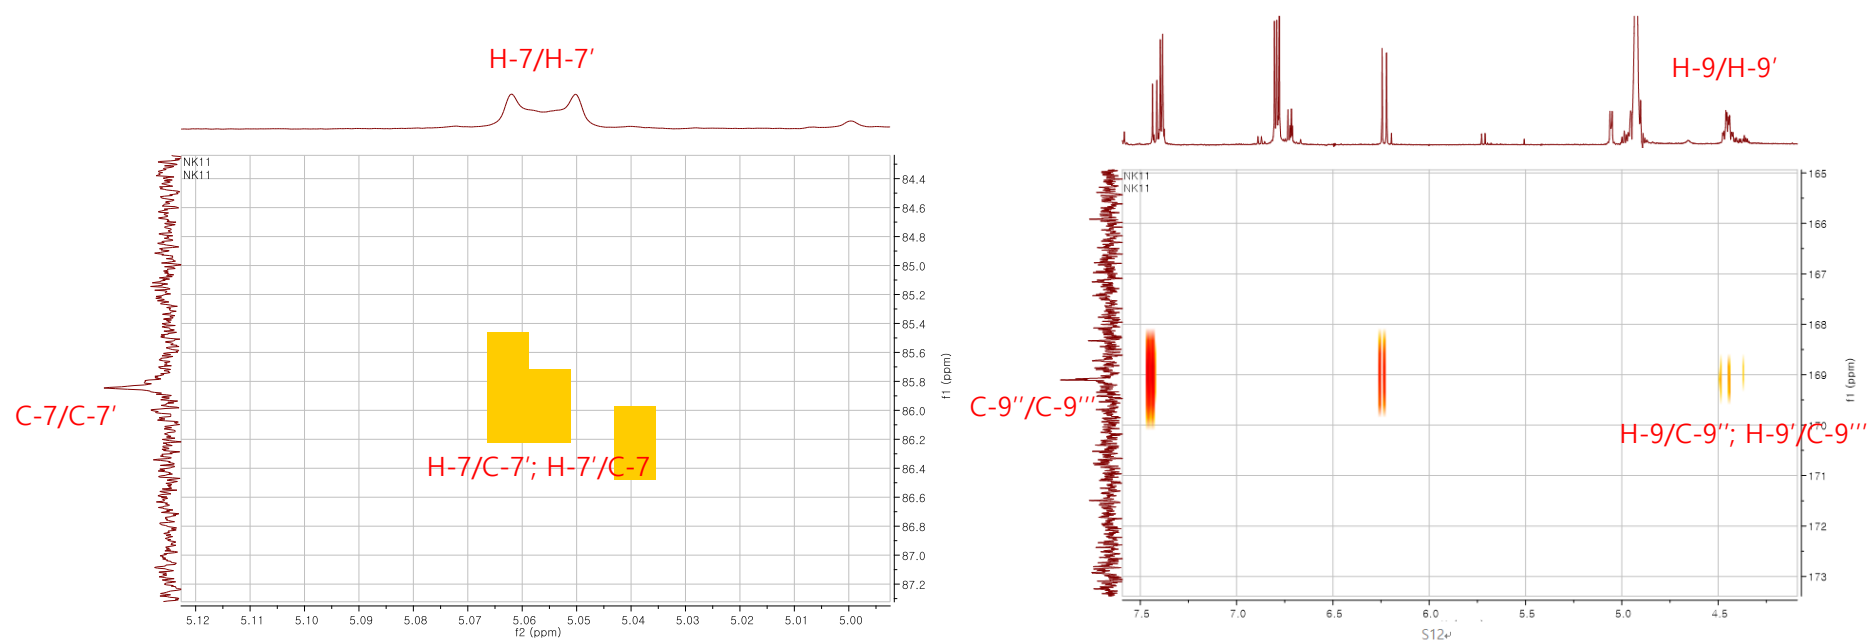 H-7/H-7'
NK11
NK11
84.4
84.6
84.8
85.0
85.2
85.4
85.6
85.8
86.0
86.2
86.4
86.6
86.8
87.0
87.2
f1 (ppm)
C-7/C-7'
H-7/C-7'; H-7'/C-7
5.12 5.11 5.10 5.09 5.08 5.07 5.06 5.05 5.04 5.03 5.02 5.01 5.00
f2 (ppm)
H-9/H-9'
NK11
NK11
165
166
167
168
169
170
171
172
173
f1 (ppm)
C-9''/C-9'''
H-9/C-9''; H-9'/C-9'''
7.5 7.0 6.5 6.0 5.5 5.0 4.5
S12↵